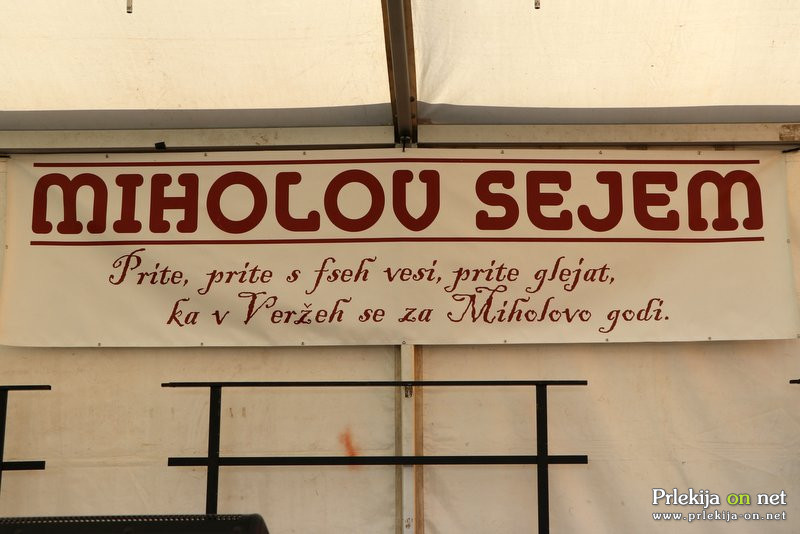 MIHOLOV SEJEM
Prite, prite s fseh vesi, prite glejat,
ka v Veržeh se za Miholovo godi.
Prlekija on net
www.prlekija-on.net